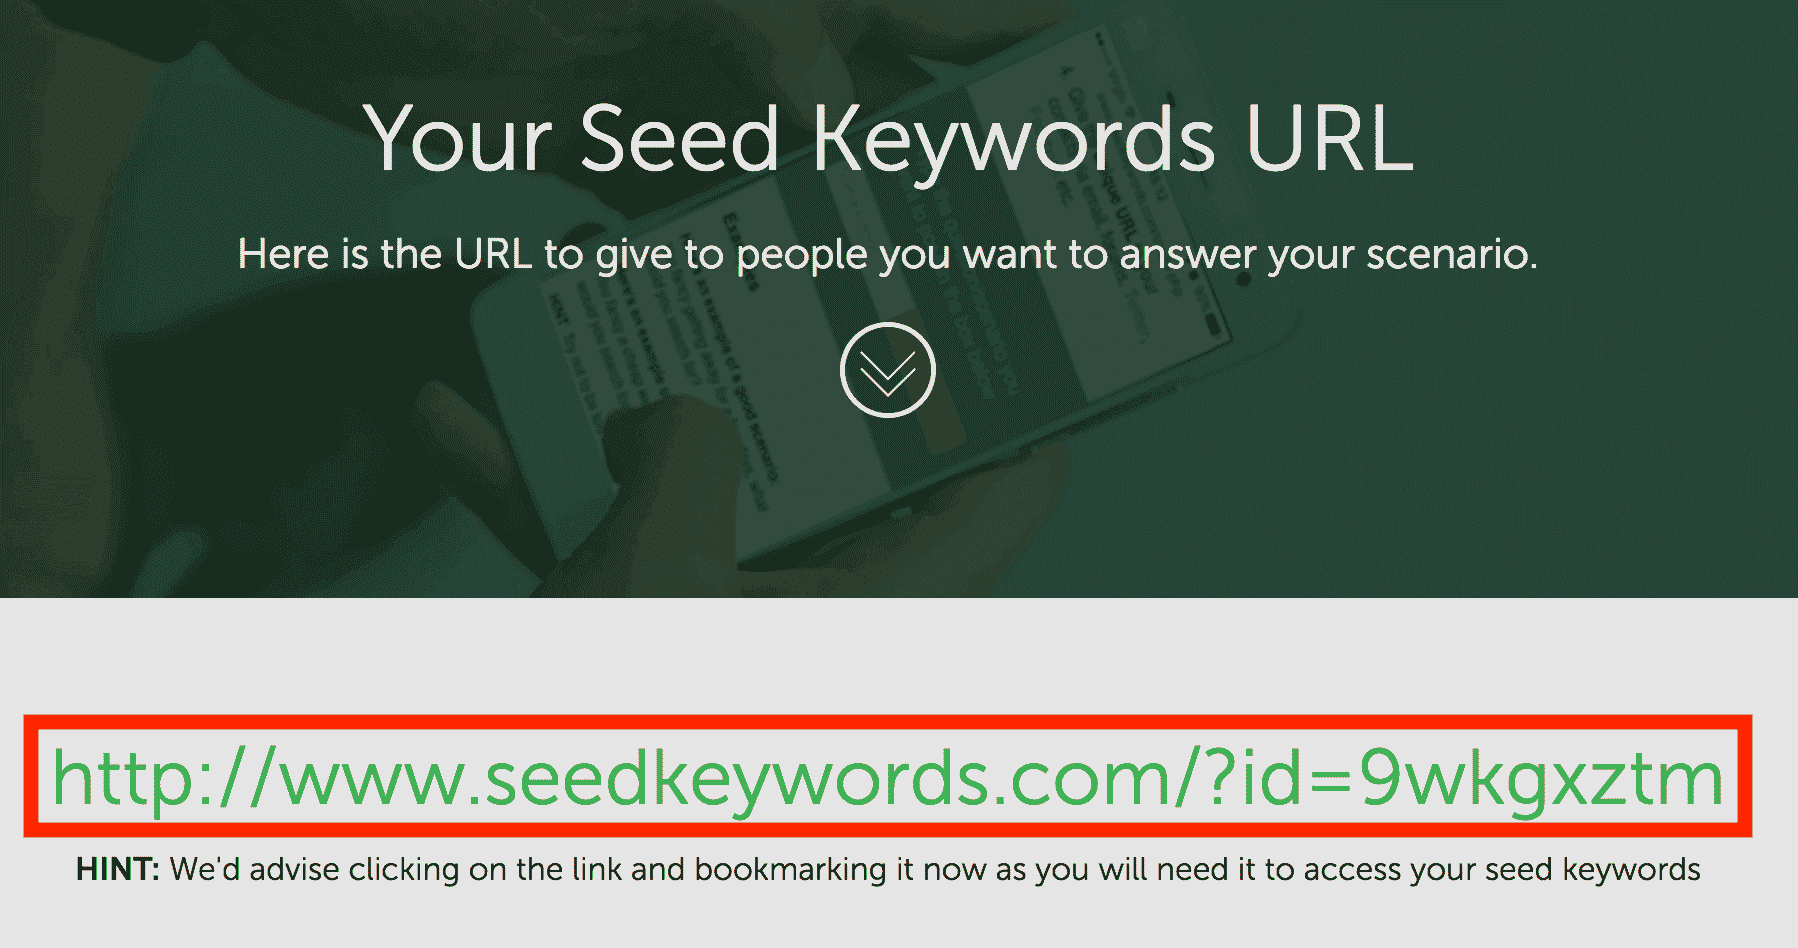 Your Seed Keywords URL
Here is the URL to give to people you want to answer your scenario.
http://www.seedkeywords.com/?id=9wkgxztm
HINT: We'd advise clicking on the link and bookmarking it now as you will need it to access your seed keywords